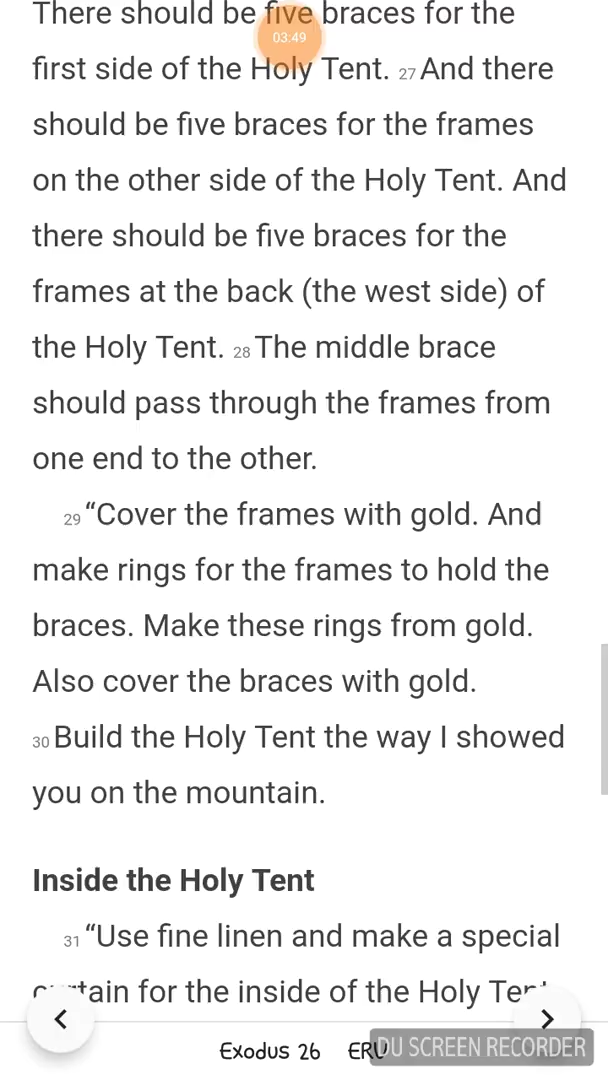 There should be five braces for the
03:49
first side of the Holy Tent. 27 And there
should be five braces for the frames
on the other side of the Holy Tent. And
there should be five braces for the
frames at the back (the west side) of
the Holy Tent. 28 The middle brace
should pass through the frames from
one end to the other.
29 “Cover the frames with gold. And
make rings for the frames to hold the
braces. Make these rings from gold.
Also cover the braces with gold.
30 Build the Holy Tent the way I showed
you on the mountain.
Inside the Holy Tent
31 “Use fine linen and make a special
curtain for the inside of the Holy Tent
Exodus 26 ERV
DU SCREEN RECORDER